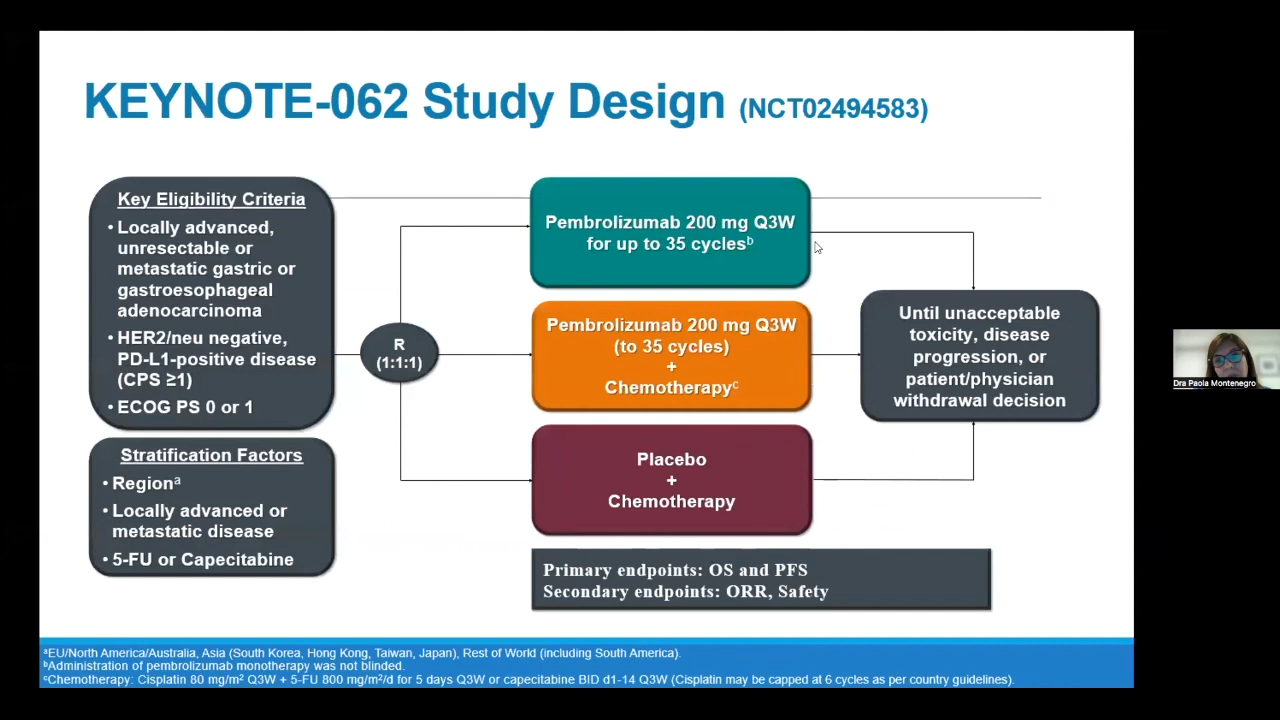 KEYNOTE-062 Study Design (NCT02494583)
Key Eligibility Criteria
• Locally advanced,
unresectable or
metastatic gastric or
gastroesophageal
adenocarcinoma
• HER2/neu negative,
PD-L1-positive disease
(CPS ≥1)
• ECOG PS 0 or 1
Stratification Factors
• Regionᵃ
• Locally advanced or
metastatic disease
• 5-FU or Capecitabine
R
(1:1:1)
Pembrolizumab 200 mg Q3W
for up to 35 cyclesᵇ
Pembrolizumab 200 mg Q3W
(to 35 cycles)
+
Chemotherapyᶜ
Placebo
+
Chemotherapy
Until unacceptable
toxicity, disease
progression, or
patient/physician
withdrawal decision
Primary endpoints: OS and PFS
Secondary endpoints: ORR, Safety
ᵃEU/North America/Australia, Asia (South Korea, Hong Kong, Taiwan, Japan), Rest of World (including South America).
ᵇAdministration of pembrolizumab monotherapy was not blinded.
ᶜChemotherapy: Cisplatin 80 mg/m² Q3W + 5-FU 800 mg/m²/d for 5 days Q3W or capecitabine BID d1-14 Q3W (Cisplatin may be capped at 6 cycles as per country guidelines).
Dra Paola Montenegro